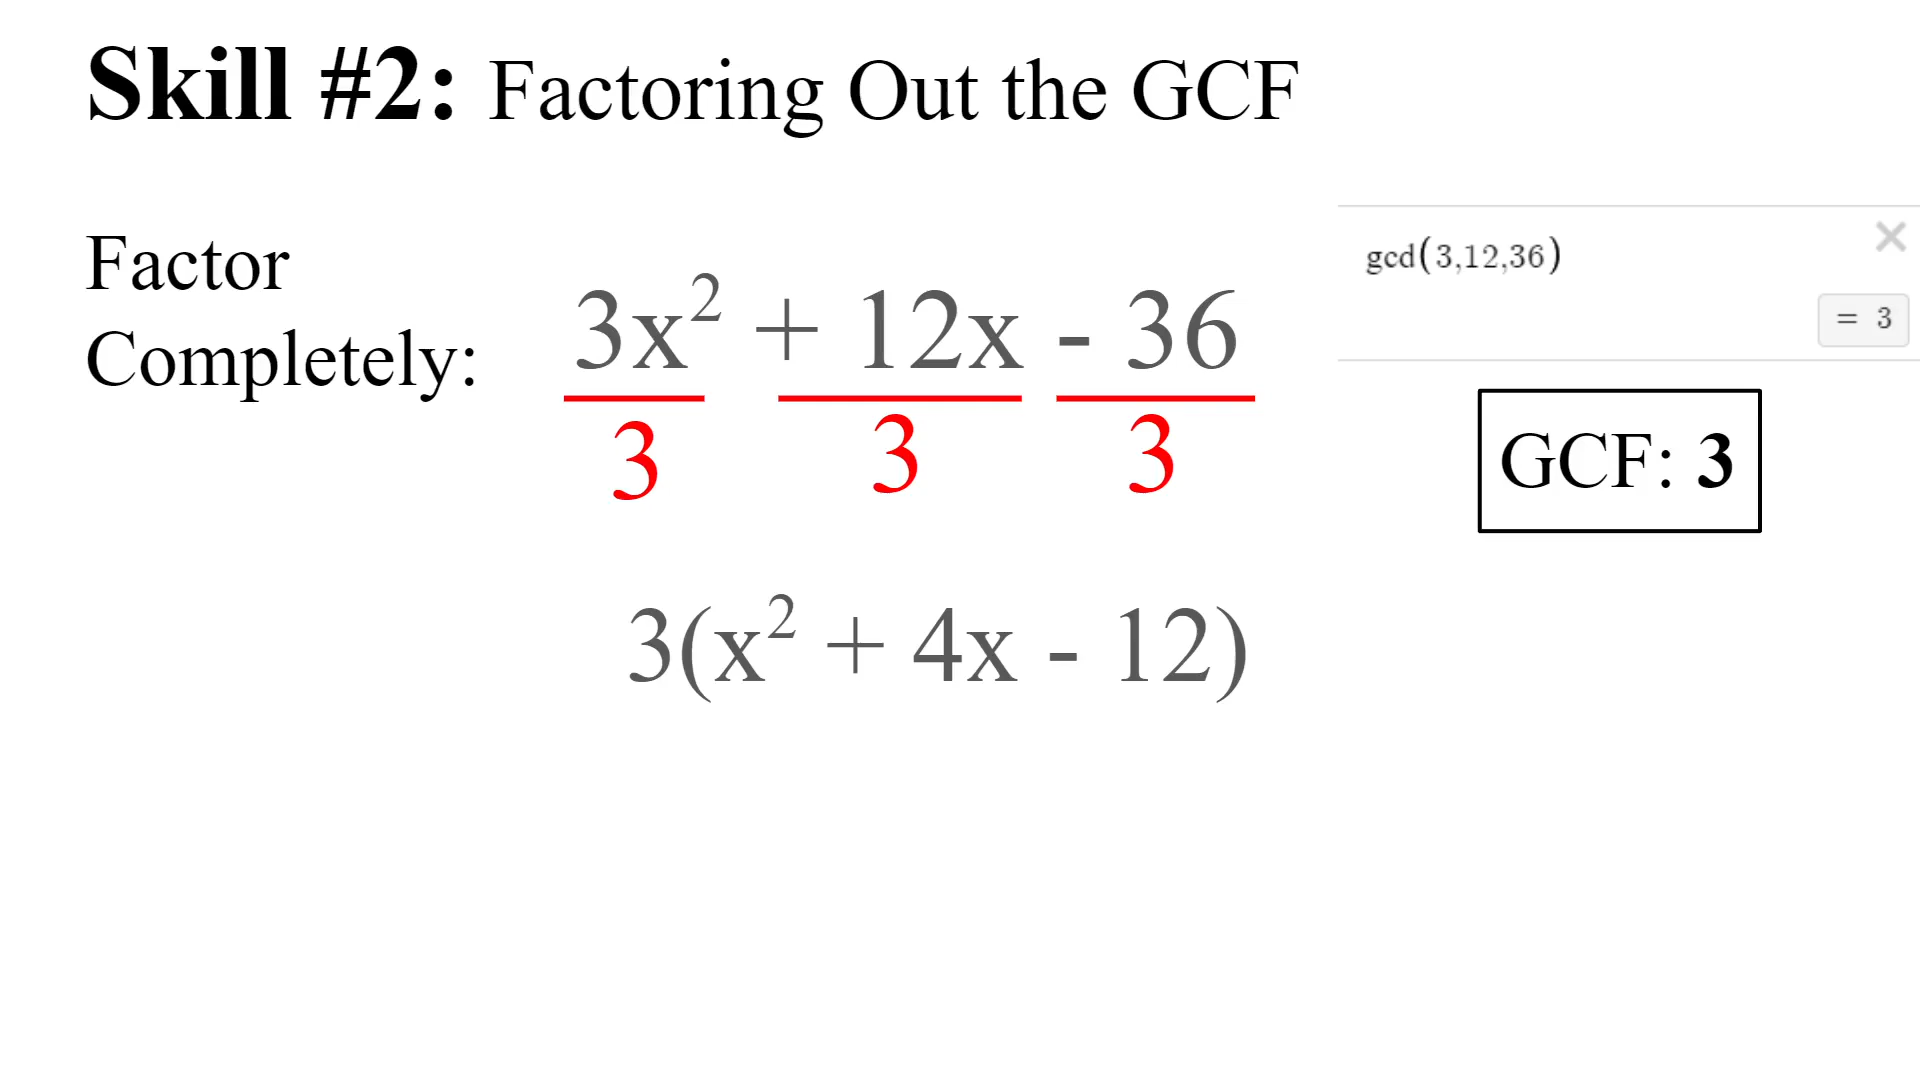 Skill #2: Factoring Out the GCF
Factor
Completely:
3x² + 12x - 36
3 3 3
gcd(3,12,36)
= 3
GCF: 3
3(x² + 4x - 12)